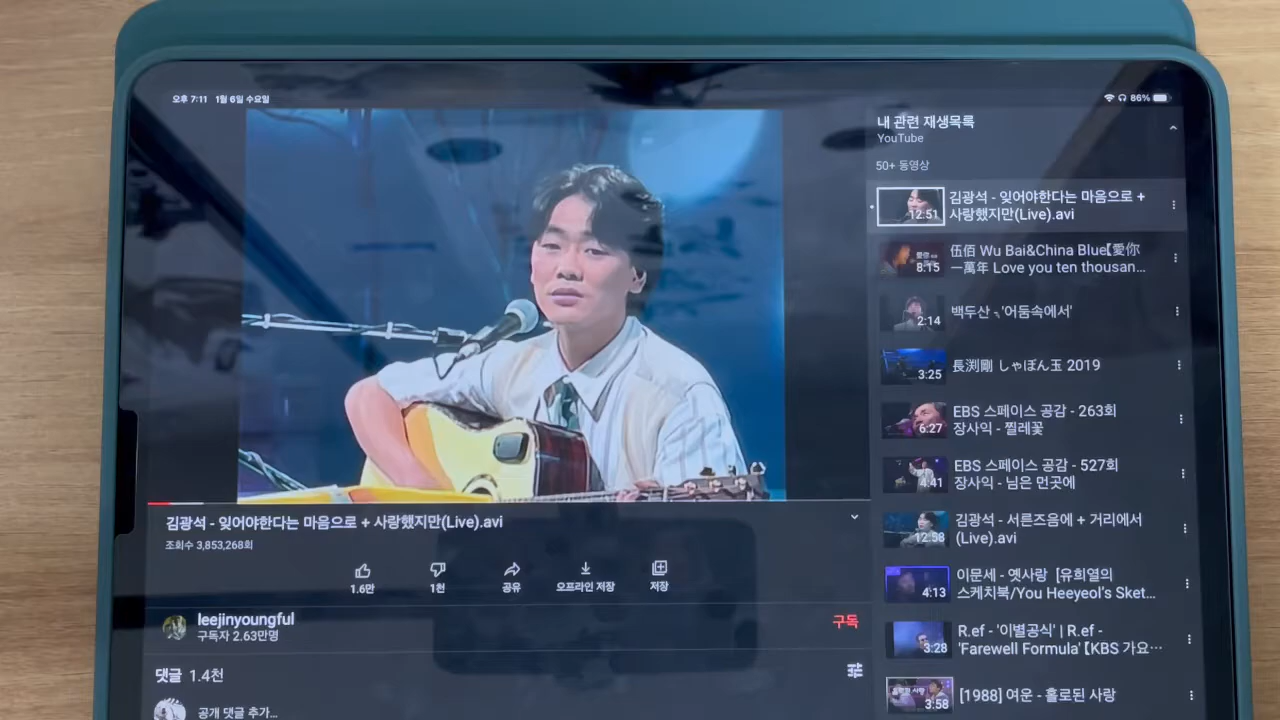 오후 7:11 1월 6일 수요일
86%
김광석 - 잊어야한다는 마음으로 + 사랑했지만(Live).avi
조회수 3,853,268회
1.6만
1천
공유
오프라인 저장
저장
leejinyoungful
구독자 2.63만명
구독
댓글 1.4천
공개 댓글 추가...
내 관련 재생목록
YouTube
50+ 동영상
12:51
김광석 - 잊어야한다는 마음으로 +
사랑했지만(Live).avi
8:15
伍佰 Wu Bai&China Blue【愛你
一萬年 Love you ten thousan...
2:14
백두산 -, '어둠속에서'
3:25
長渕剛 しゃぼん玉 2019
6:27
EBS 스페이스 공감 - 263회
장사익 - 찔레꽃
4:41
EBS 스페이스 공감 - 527회
장사익 - 님은 먼곳에
12:58
김광석 - 서른즈음에 + 거리에서
(Live).avi
4:13
이문세 - 옛사랑 [유희열의
스케치북/You Heeyeol's Sket...
3:28
R.ef - '이별공식' | R.ef -
'Farewell Formula'【KBS 가요...
3:58
[1988] 여운 - 홀로된 사랑